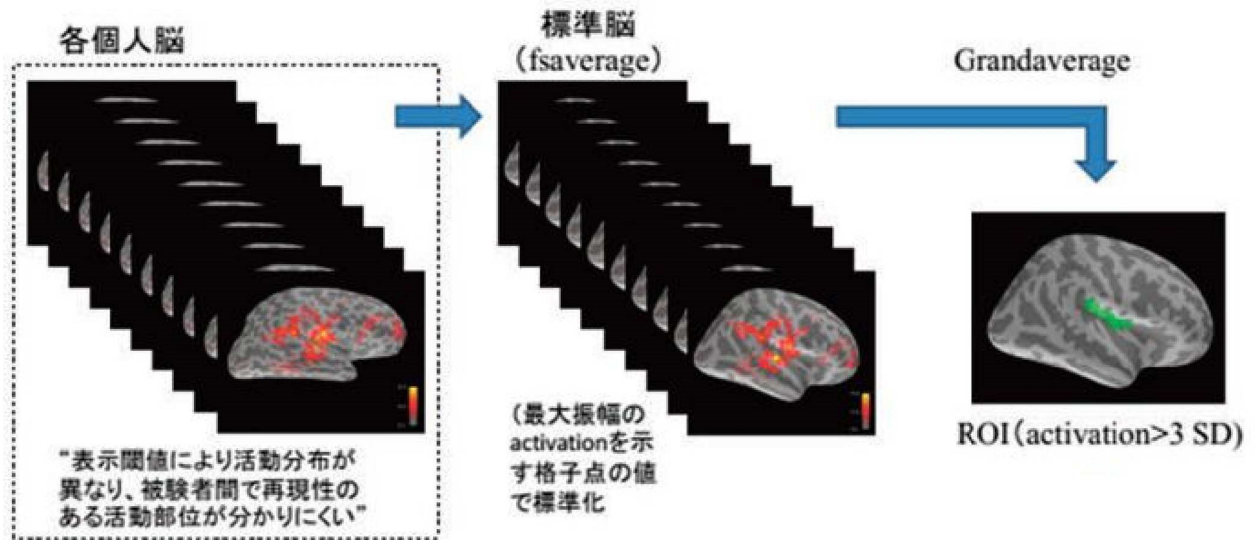 各個人脳
"表示閾値により活動分布が
異なり、被験者間で再現性の
ある活動部位が分かりにくい"
標準脳
（fsaverage）
（最大振幅の
activationを示
す格子点の値
で標準化
Grandaverage
ROI（activation>3 SD）